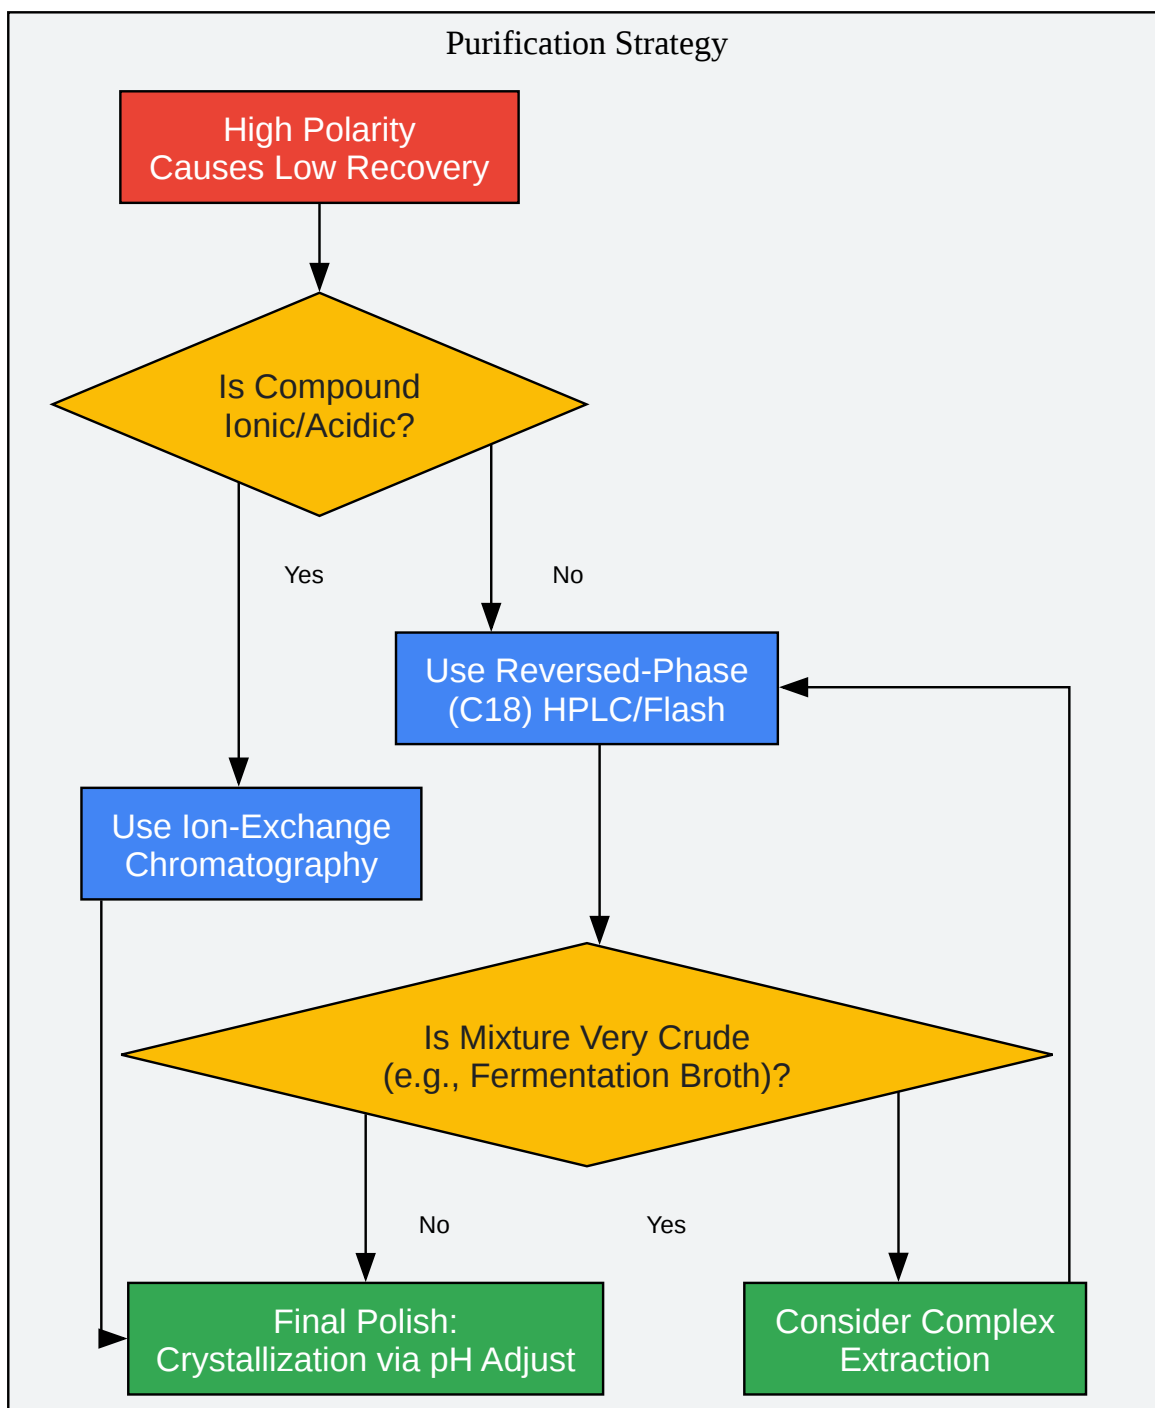 Purification Strategy
High Polarity
Causes Low Recovery
Is Compound
Ionic/Acidic?
Yes
No
Use Reversed-Phase
(C18) HPLC/Flash
Use Ion-Exchange
Chromatography
Is Mixture Very Crude
(e.g., Fermentation Broth)?
No
Yes
Final Polish:
Crystallization via pH Adjust
Consider Complex
Extraction